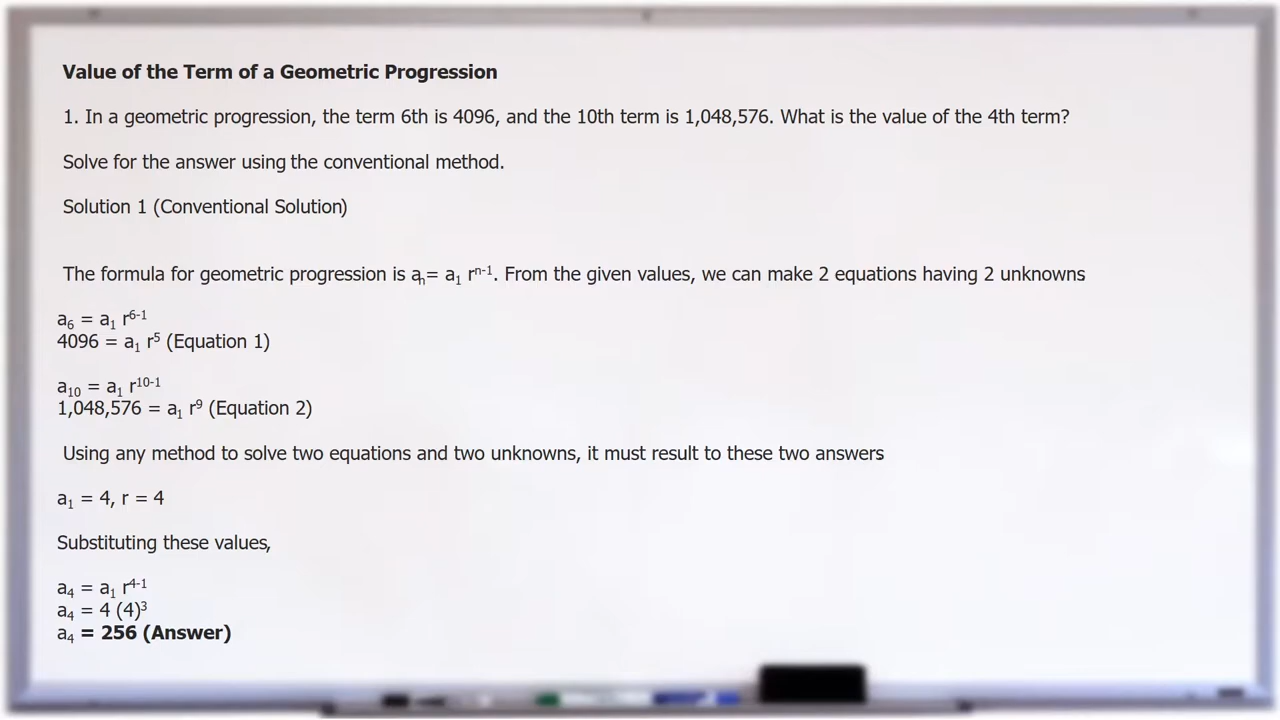 Value of the Term of a Geometric Progression
1. In a geometric progression, the term 6th is 4096, and the 10th term is 1,048,576. What is the value of the 4th term?
Solve for the answer using the conventional method.
Solution 1 (Conventional Solution)
The formula for geometric progression is aₙ= a₁ rⁿ⁻¹. From the given values, we can make 2 equations having 2 unknowns
a₆ = a₁ r⁶⁻¹
4096 = a₁ r⁵ (Equation 1)
a₁₀ = a₁ r¹⁰⁻¹
1,048,576 = a₁ r⁹ (Equation 2)
Using any method to solve two equations and two unknowns, it must result to these two answers
a₁ = 4, r = 4
Substituting these values,
a₄ = a₁ r⁴⁻¹
a₄ = 4 (4)³
a₄ = 256 (Answer)